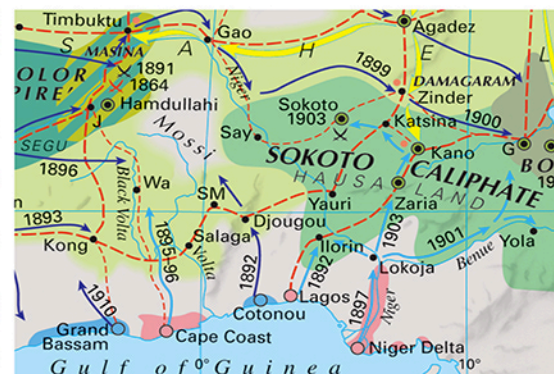 Timbuktu
Gao
Agadez
S A H E L
MASINA
1891
1864
OLOR
PIRE'
Hamdullahi
J
SEGU
Niger
1899
DAMAGARAM
Zinder
Sokoto
1903
Katsina
1900
G
Say
Mossi
SOKOTO
CALIPHATE
Kano
BO
19
HAUSALAND
1896
Wa
Black Volta
SM
Yauri
Zaria
n
1893
Djougou
Kong
Salaga
Volta
1895-96
Ilorin
1903
1901
Yola
Benue
Lokoja
1892
1892
1910
Lagos
Cotonou
1897
Niger
Grand
Bassam
Cape Coast
Niger Delta
Gulf of Guinea
0°
10°